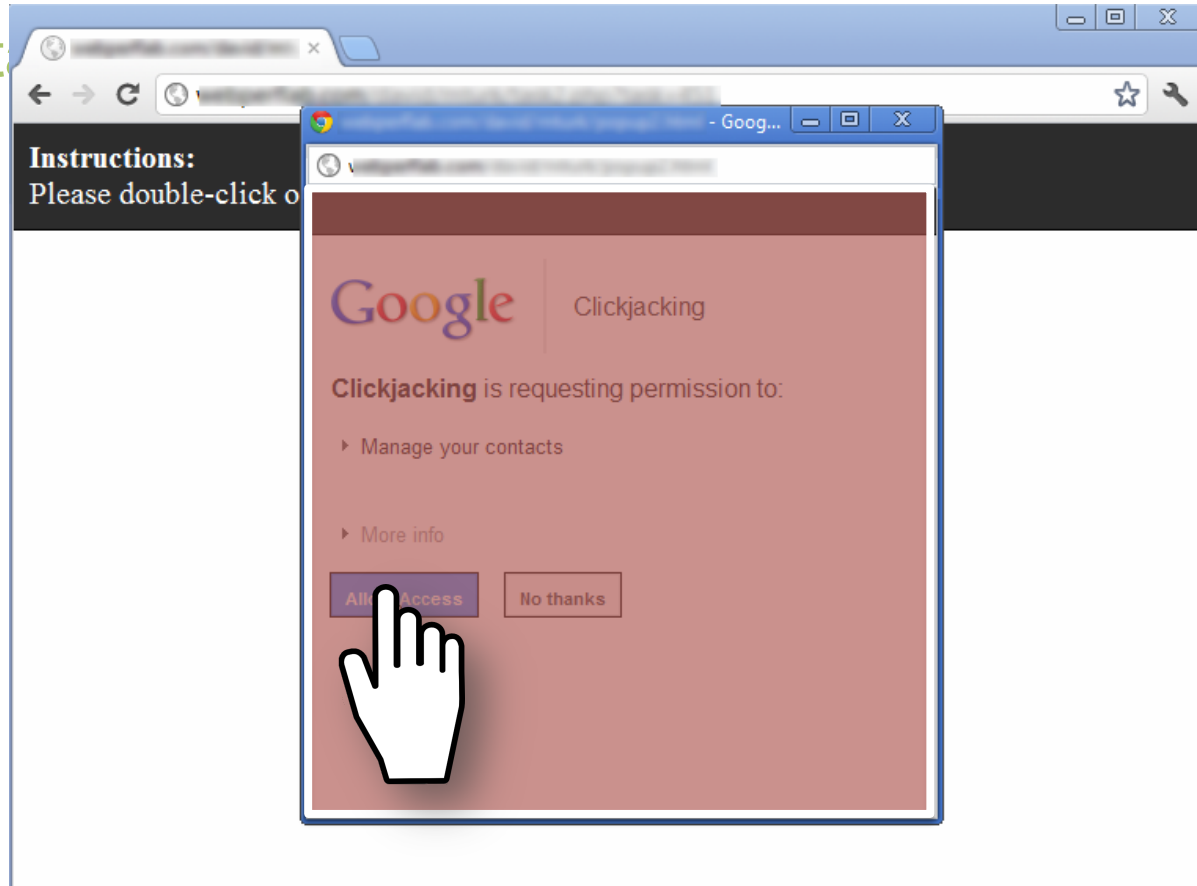 - Goog...
Instructions:
Please double-click o
Google
Clickjacking
Clickjacking is requesting permission to:
Manage your contacts
More info
Access
No thanks